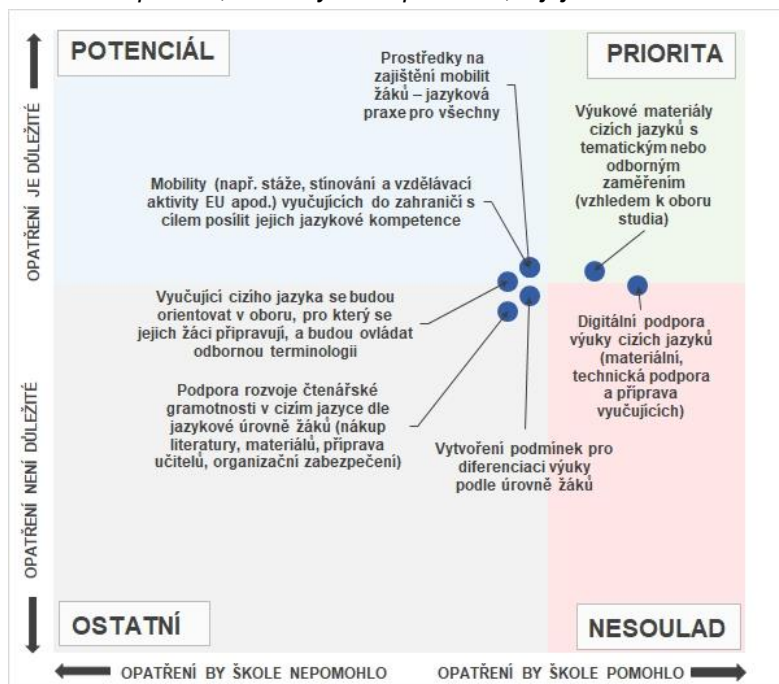 POTENCIÁL
PRIORITA
Prostředky na
zajištění mobilit
žáků – jazyková
praxe pro všechny
Výukové materiály
cizích jazyků s
tematickým nebo
odborným
zaměřením
(vzhledem k oboru
studia)
Mobility (např. stáže, stínování a vzdělávací
aktivity EU apod.) vyučujících do zahraničí s
cílem posílit jejich jazykové kompetence
OPATŘENÍ JE DŮLEŽITÉ
Vyučující cizího jazyka se budou
orientovat v oboru, pro který se
jejich žáci připravují, a budou ovládat
odbornou terminologii
Digitální podpora
výuky cizích jazyků
(materiální,
technická podpora
a příprava
vyučujících)
Podpora rozvoje čtenářské
gramotnosti v cizím jazyce dle
jazykové úrovně žáků (nákup
literatury, materiálů, příprava
učitelů, organizační zabezpečení)
Vytvoření podmínek pro
diferenciaci výuky
podle úrovně žáků
OPATŘENÍ NENÍ DŮLEŽITÉ
OSTATNÍ
NESOULAD
OPATŘENÍ BY ŠKOLE NEPOMOHLO
OPATŘENÍ BY ŠKOLE POMOHLO